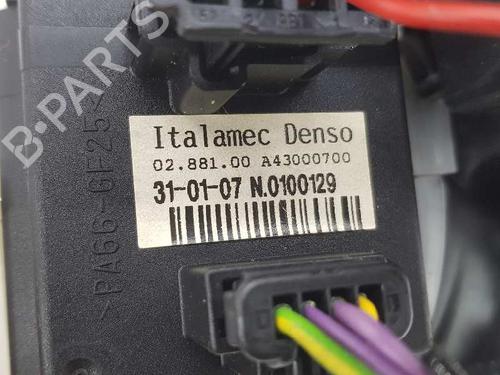 Italamec Denso
02.881.00 A43000700
31-01-07 N.0100129
>PA66-GF25<
B-PARTS